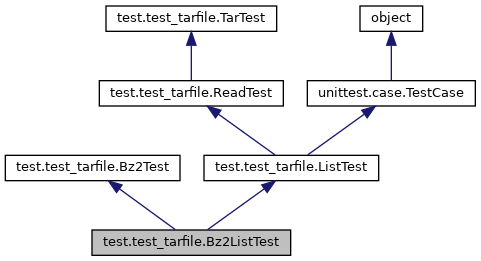 test.test_tarfile.TarTest
object
test.test_tarfile.ReadTest
unittest.case.TestCase
test.test_tarfile.Bz2Test
test.test_tarfile.ListTest
test.test_tarfile.Bz2ListTest